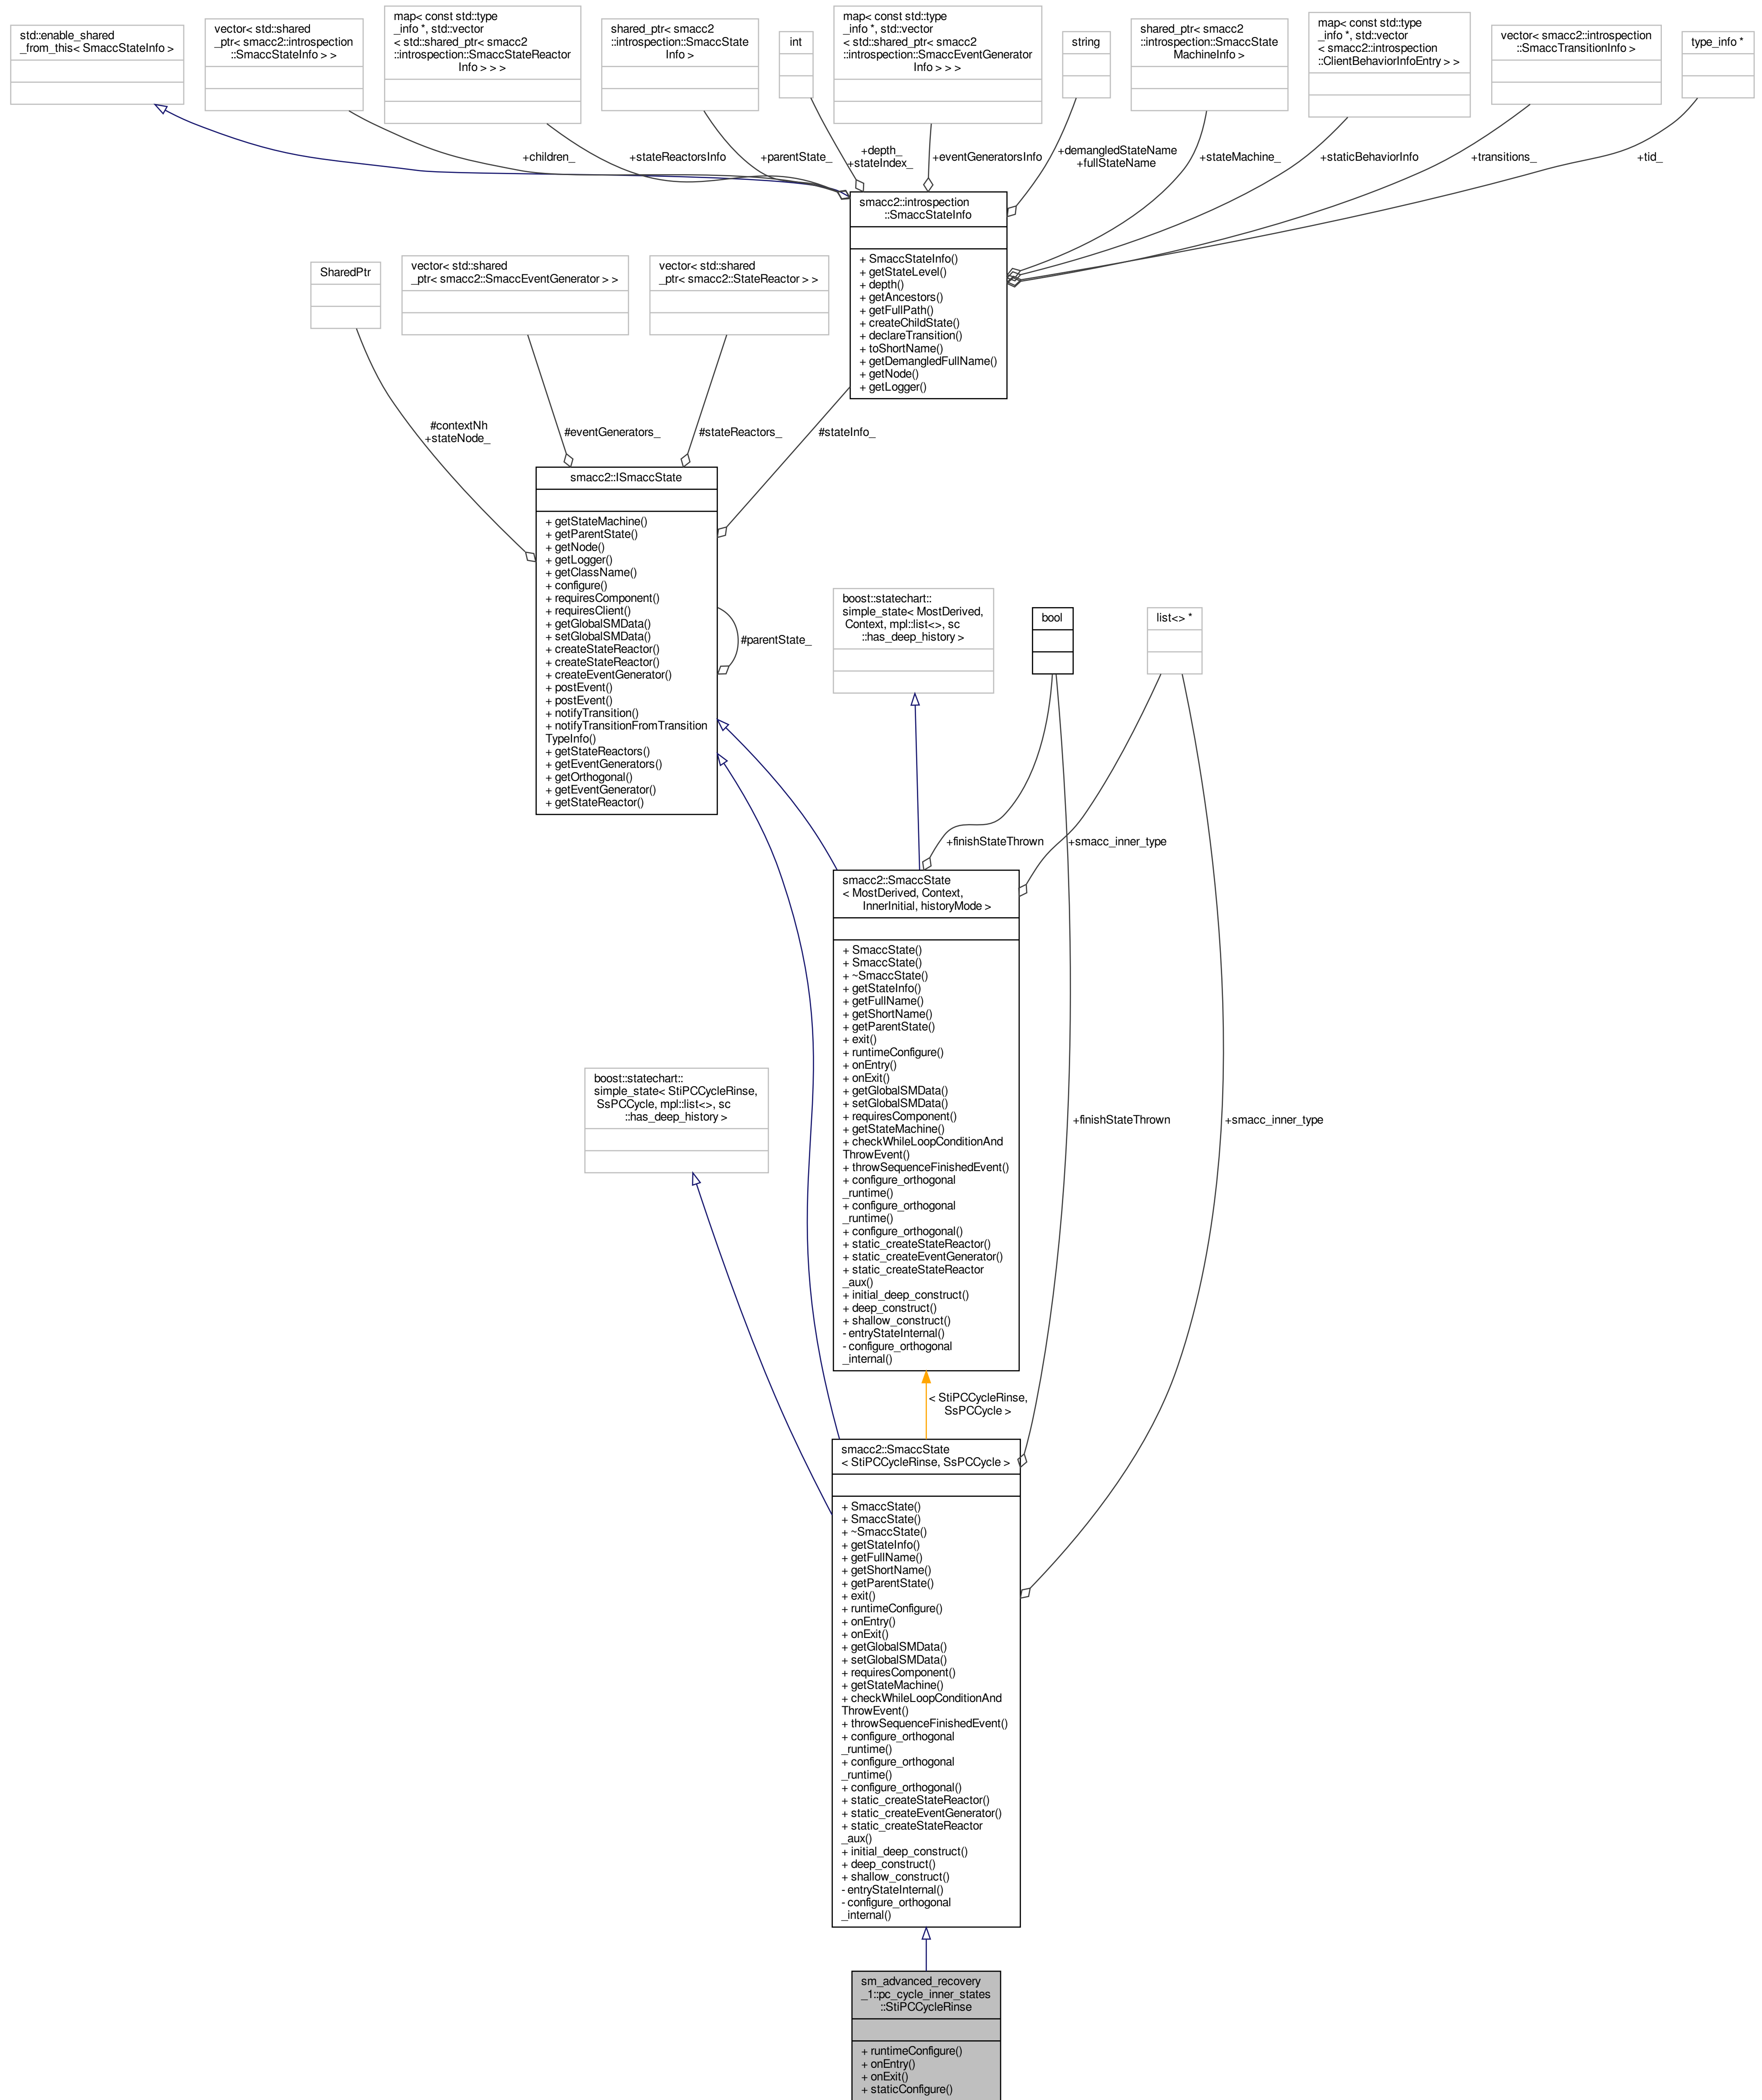 std::enable_shared
_from_this< SmaccStateInfo >
vector< std::shared
_ptr< smacc2::introspection
::SmaccStateInfo > >
map< const std::type
_info *, std::vector
< std::shared_ptr< smacc2
::introspection::SmaccStateReactor
Info > > >
shared_ptr< smacc2
::introspection::SmaccState
Info >
int
map< const std::type
_info *, std::vector
< std::shared_ptr< smacc2
::introspection::SmaccEventGenerator
Info > > >
string
shared_ptr< smacc2
::introspection::SmaccState
MachineInfo >
map< const std::type
_info *, std::vector
< smacc2::introspection
::ClientBehaviorInfoEntry > >
vector< smacc2::introspection
::SmaccTransitionInfo >
type_info *
+children_
+stateReactorsInfo
+parentState_
+depth_
+stateIndex_
+eventGeneratorsInfo
+demangledStateName
+fullStateName
+stateMachine_
+staticBehaviorInfo
+transitions_
+tid_
smacc2::introspection
::SmaccStateInfo
+ SmaccStateInfo()
+ getStateLevel()
+ depth()
+ getAncestors()
+ getFullPath()
+ createChildState()
+ declareTransition()
+ toShortName()
+ getDemangledFullName()
+ getNode()
+ getLogger()
SharedPtr
vector< std::shared
_ptr< smacc2::SmaccEventGenerator > >
vector< std::shared
_ptr< smacc2::StateReactor > >
#contextNh
+stateNode_
#eventGenerators_
#stateReactors_
#stateInfo_
smacc2::ISmaccState
+ getStateMachine()
+ getParentState()
+ getNode()
+ getLogger()
+ getClassName()
+ configure()
+ requiresComponent()
+ requiresClient()
+ getGlobalSMData()
+ setGlobalSMData()
+ createStateReactor()
+ createStateReactor()
+ createEventGenerator()
+ postEvent()
+ postEvent()
+ notifyTransition()
+ notifyTransitionFromTransition
TypeInfo()
+ getStateReactors()
+ getEventGenerators()
+ getOrthogonal()
+ getEventGenerator()
+ getStateReactor()
#parentState_
boost::statechart::
simple_state< MostDerived,
Context, mpl::list<>, sc
::has_deep_history >
bool
list<> *
+finishStateThrown
+smacc_inner_type
smacc2::SmaccState
< MostDerived, Context,
InnerInitial, historyMode >
+ SmaccState()
+ SmaccState()
+ ~SmaccState()
+ getStateInfo()
+ getFullName()
+ getShortName()
+ getParentState()
+ exit()
+ runtimeConfigure()
+ onEntry()
+ onExit()
+ getGlobalSMData()
+ setGlobalSMData()
+ requiresComponent()
+ getStateMachine()
+ checkWhileLoopConditionAnd
ThrowEvent()
+ throwSequenceFinishedEvent()
+ configure_orthogonal
_runtime()
+ configure_orthogonal
_runtime()
+ configure_orthogonal()
+ static_createStateReactor()
+ static_createEventGenerator()
+ static_createStateReactor
_aux()
+ initial_deep_construct()
+ deep_construct()
+ shallow_construct()
- entryStateInternal()
- configure_orthogonal
_internal()
boost::statechart::
simple_state< StiPCCycleRinse,
SsPCCycle, mpl::list<>, sc
::has_deep_history >
+finishStateThrown
+smacc_inner_type
< StiPCCycleRinse,
SsPCCycle >
smacc2::SmaccState
< StiPCCycleRinse, SsPCCycle >
+ SmaccState()
+ SmaccState()
+ ~SmaccState()
+ getStateInfo()
+ getFullName()
+ getShortName()
+ getParentState()
+ exit()
+ runtimeConfigure()
+ onEntry()
+ onExit()
+ getGlobalSMData()
+ setGlobalSMData()
+ requiresComponent()
+ getStateMachine()
+ checkWhileLoopConditionAnd
ThrowEvent()
+ throwSequenceFinishedEvent()
+ configure_orthogonal
_runtime()
+ configure_orthogonal
_runtime()
+ configure_orthogonal()
+ static_createStateReactor()
+ static_createEventGenerator()
+ static_createStateReactor
_aux()
+ initial_deep_construct()
+ deep_construct()
+ shallow_construct()
- entryStateInternal()
- configure_orthogonal
_internal()
sm_advanced_recovery
_1::pc_cycle_inner_states
::StiPCCycleRinse
+ runtimeConfigure()
+ onEntry()
+ onExit()
+ staticConfigure()